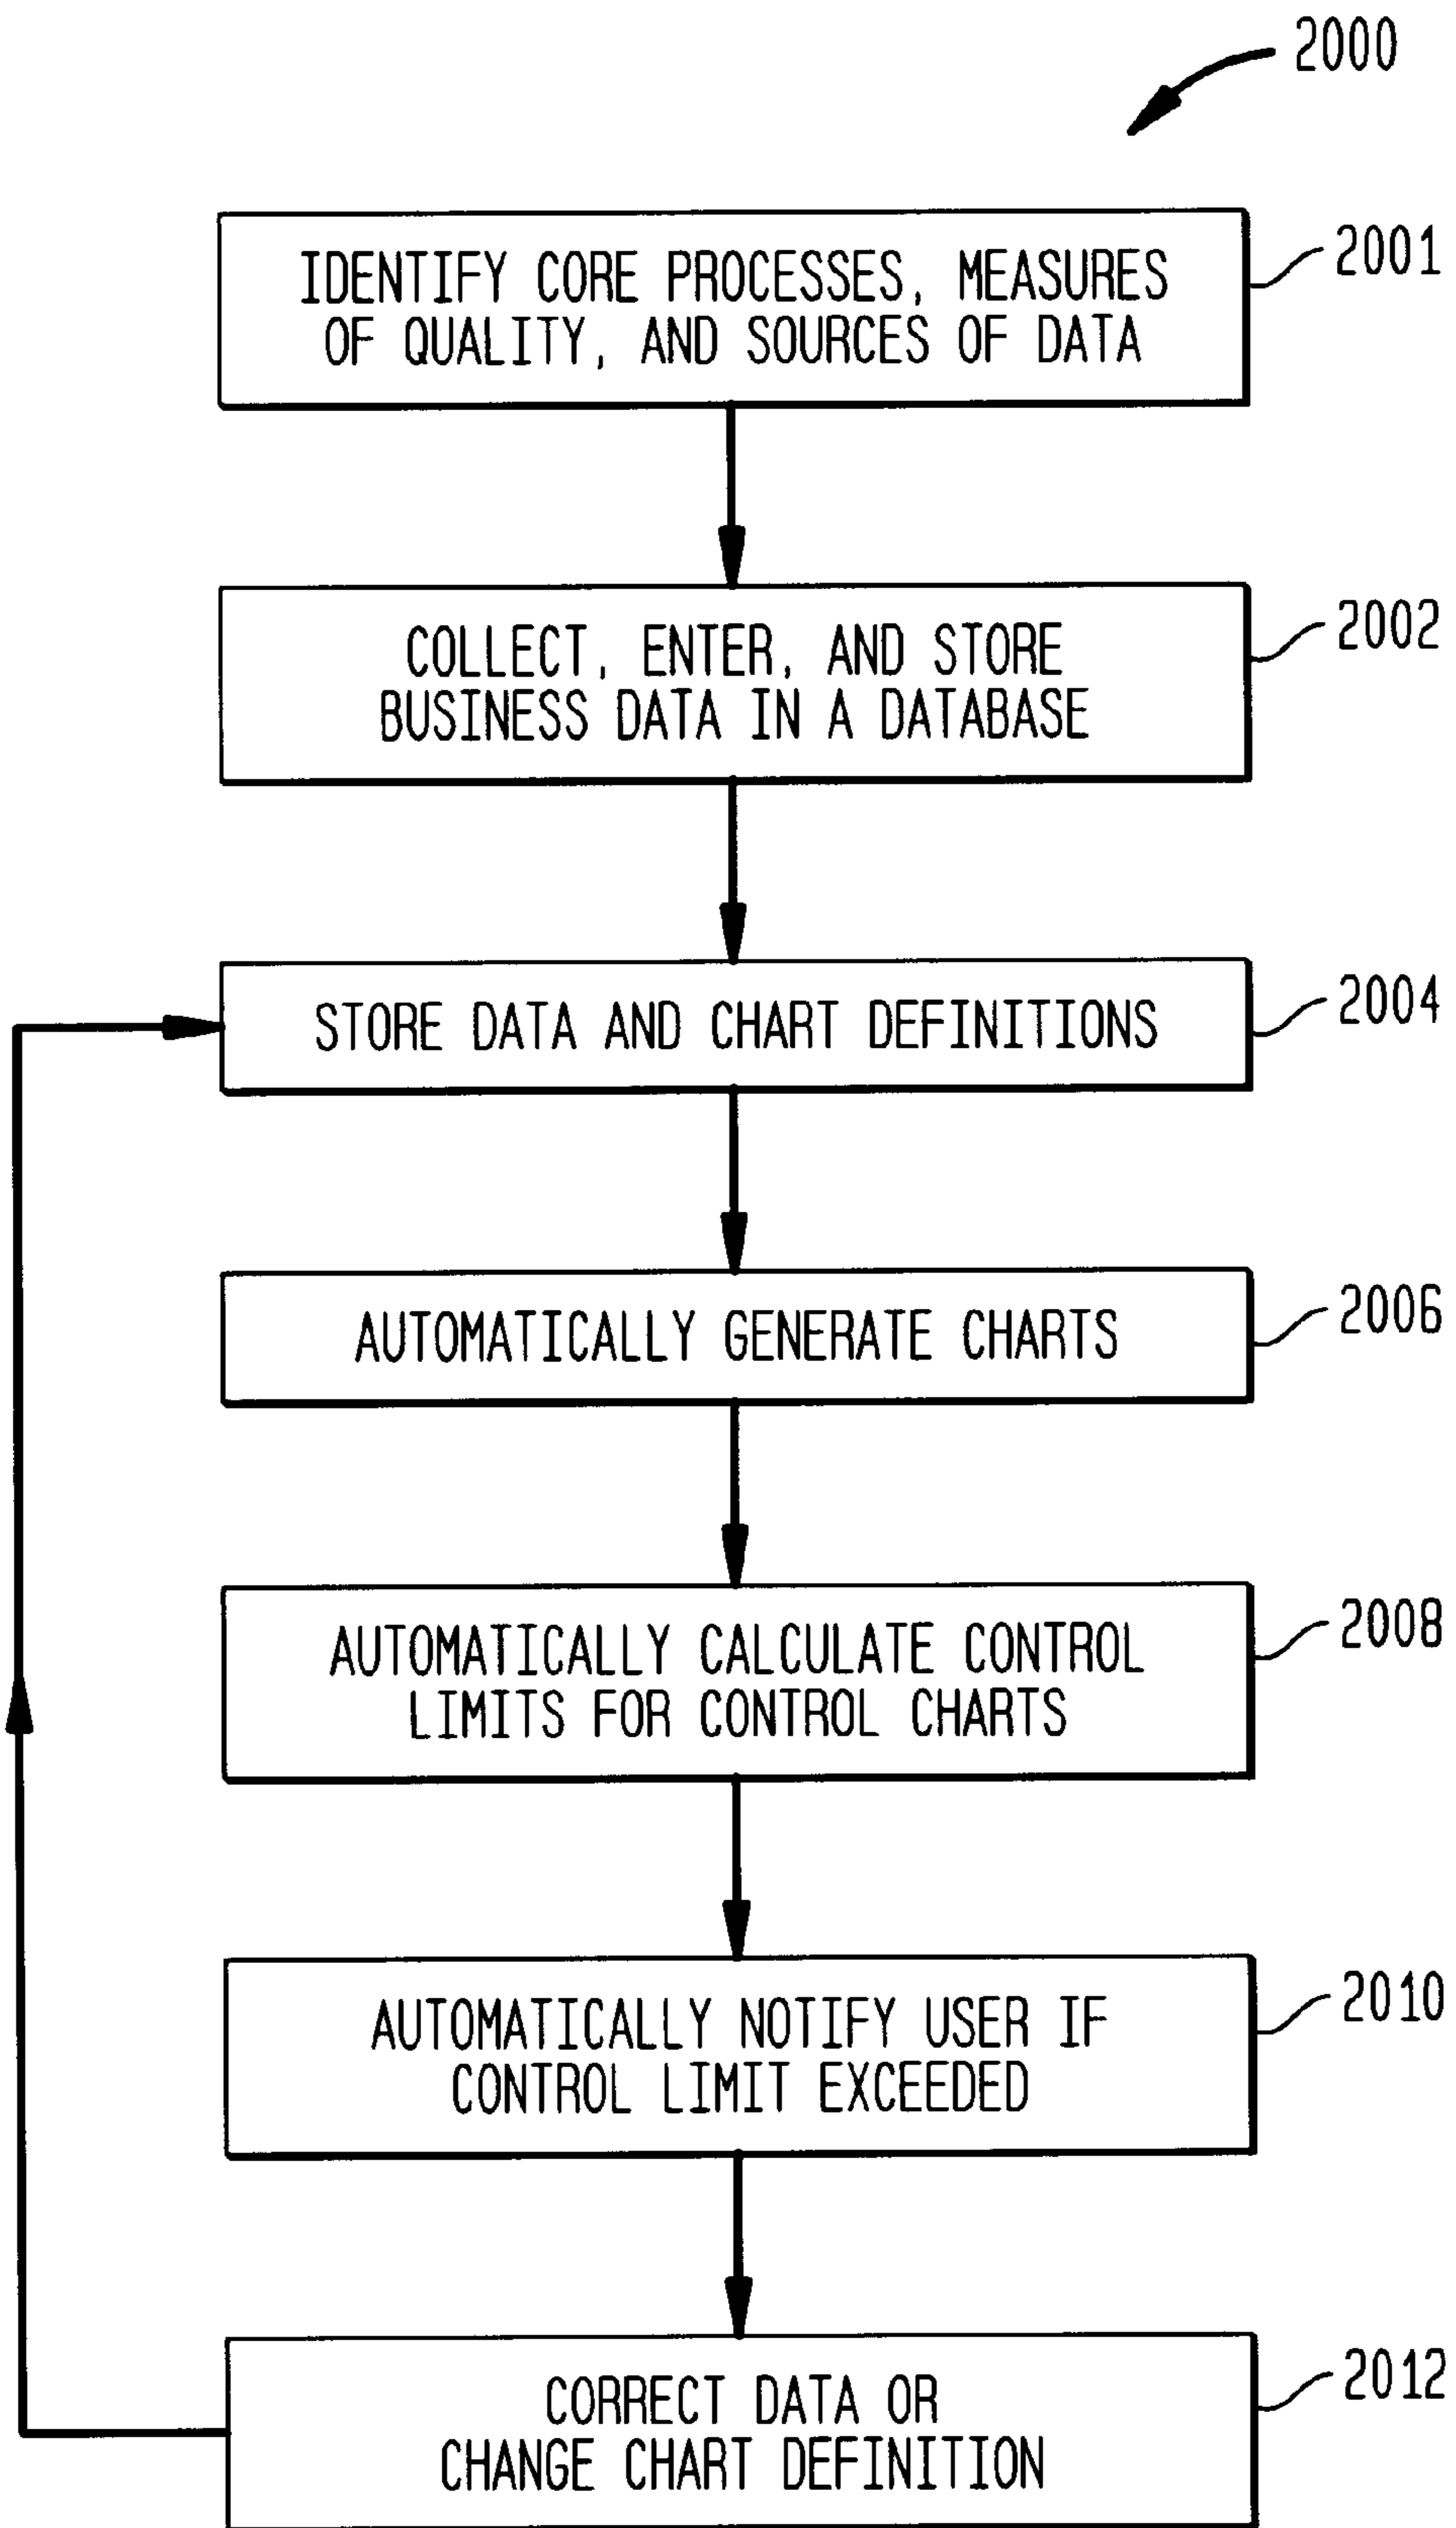 2000
IDENTIFY CORE PROCESSES, MEASURES
OF QUALITY, AND SOURCES OF DATA
2001
COLLECT, ENTER, AND STORE
BUSINESS DATA IN A DATABASE
2002
STORE DATA AND CHART DEFINITIONS
2004
AUTOMATICALLY GENERATE CHARTS
2006
AUTOMATICALLY CALCULATE CONTROL
LIMITS FOR CONTROL CHARTS
2008
AUTOMATICALLY NOTIFY USER IF
CONTROL LIMIT EXCEEDED
2010
CORRECT DATA OR
CHANGE CHART DEFINITION
2012